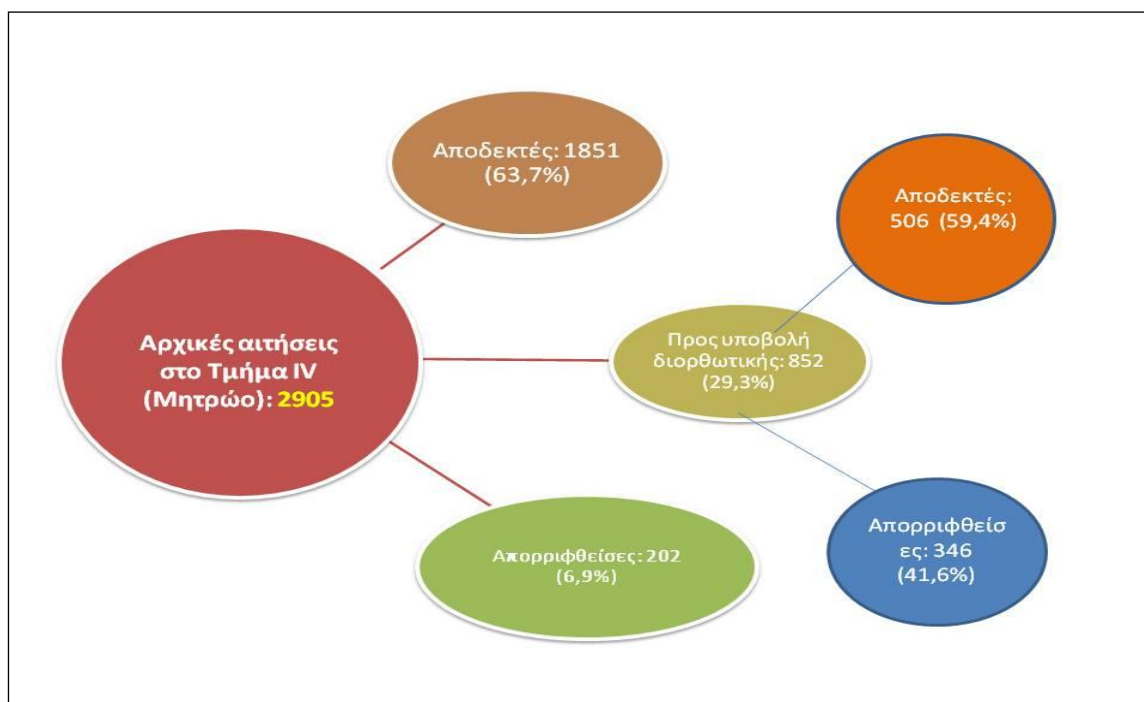 Αποδεκτές: 1851
(63,7%)
Αποδεκτές:
506 (59,4%)
Αρχικές αιτήσεις
στο Τμήμα IV
(Μητρώο): 2905
Προς υποβολή
διορθωτικής: 852
(29,3%)
Απορριφθείσες: 202
(6,9%)
Απορριφθείσ
ες: 346
(41,6%)